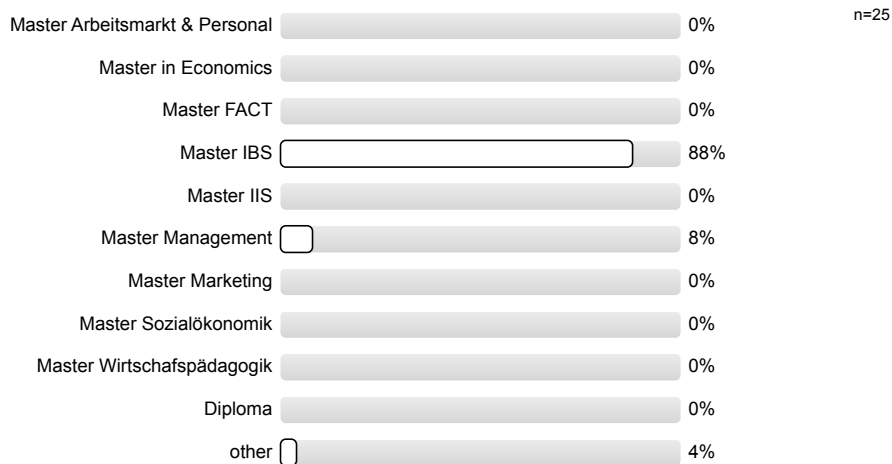 Master Arbeitsmarkt & Personal 0% n=25
Master in Economics 0%
Master FACT 0%
Master IBS 88%
Master IIS 0%
Master Management 8%
Master Marketing 0%
Master Sozialökonomik 0%
Master Wirtschafspädagogik 0%
Diploma 0%
other 4%